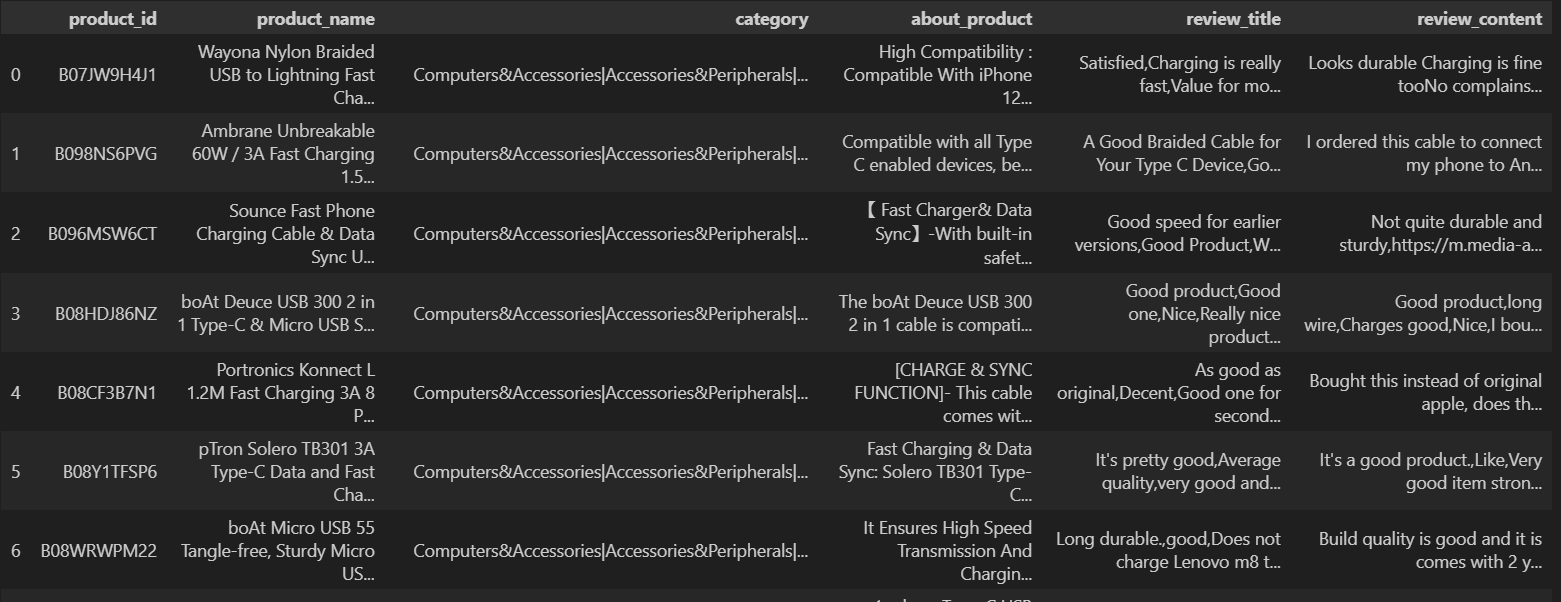 product_id product_name category about_product review_title review_content
0 B07JW9H4J1 Wayona Nylon Braided USB to Lightning Fast Cha... Computers&Accessories|Accessories&Peripherals|... High Compatibility : Compatible With iPhone 12... Satisfied,Charging is really fast,Value for mo... Looks durable Charging is fine tooNo complains...
1 B098NS6PVG Ambrane Unbreakable 60W / 3A Fast Charging 1.5... Computers&Accessories|Accessories&Peripherals|... Compatible with all Type C enabled devices, be... A Good Braided Cable for Your Type C Device,Go... I ordered this cable to connect my phone to An...
2 B096MSW6CT Sounce Fast Phone Charging Cable & Data Sync U... Computers&Accessories|Accessories&Peripherals|... 【 Fast Charger& Data Sync】-With built-in safet... Good speed for earlier versions,Good Product,W... Not quite durable and sturdy,https://m.media-a...
3 B08HDJ86NZ boAt Deuce USB 300 2 in 1 Type-C & Micro USB S... Computers&Accessories|Accessories&Peripherals|... The boAt Deuce USB 300 2 in 1 cable is compati... Good product,Good one,Nice,Really nice product... Good product,long wire,Charges good,Nice,I bou...
4 B08CF3B7N1 Portronics Konnect L 1.2M Fast Charging 3A 8 P... Computers&Accessories|Accessories&Peripherals|... [CHARGE & SYNC FUNCTION]- This cable comes wit... As good as original,Decent,Good one for second... Bought this instead of original apple, does th...
5 B08Y1TFSP6 pTron Solero TB301 3A Type-C Data and Fast Cha... Computers&Accessories|Accessories&Peripherals|... Fast Charging & Data Sync: Solero TB301 Type-C... It's pretty good,Average quality,very good and... It's a good product.,Like,Very good item stron...
6 B08WRWPM22 boAt Micro USB 55 Tangle-free, Sturdy Micro US... Computers&Accessories|Accessories&Peripherals|... It Ensures High Speed Transmission And Chargin... Long durable.,good,Does not charge Lenovo m8 t... Build quality is good and it is comes with 2 y...